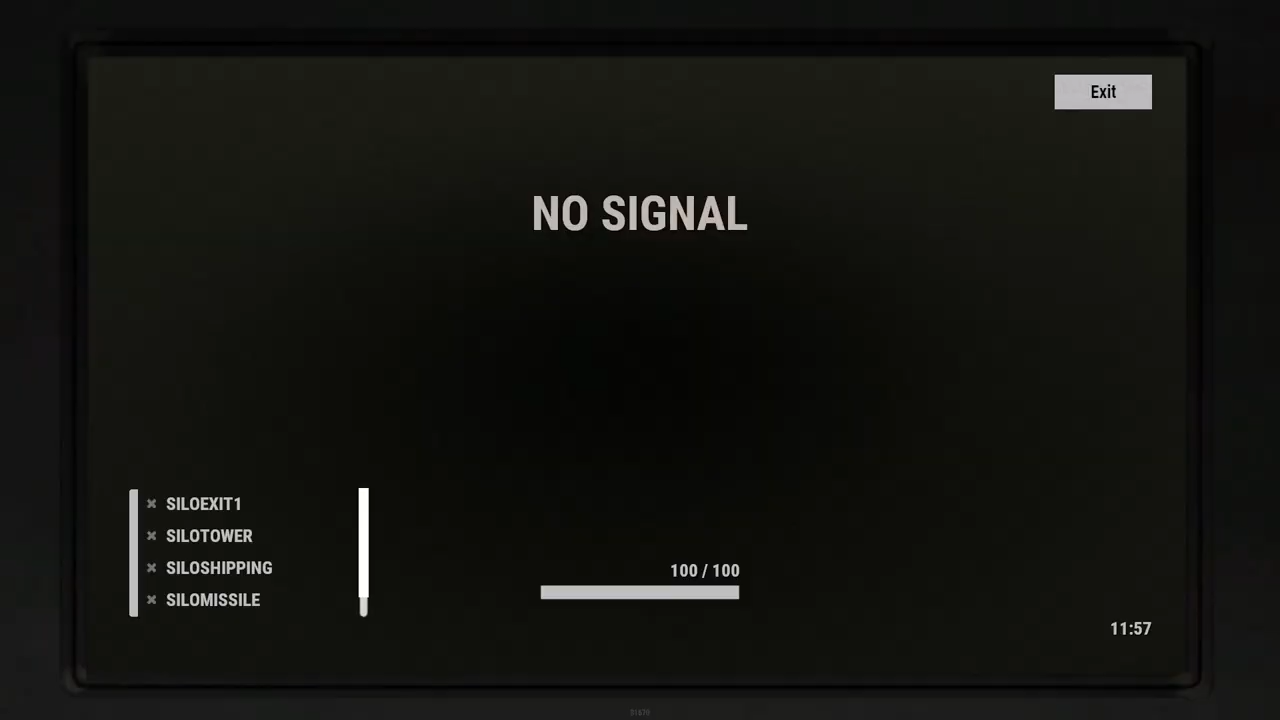 Exit
NO SIGNAL
SILOEXIT1
SILOTOWER
SILOSHIPPING
SILOMISSILE
100 / 100
11:57